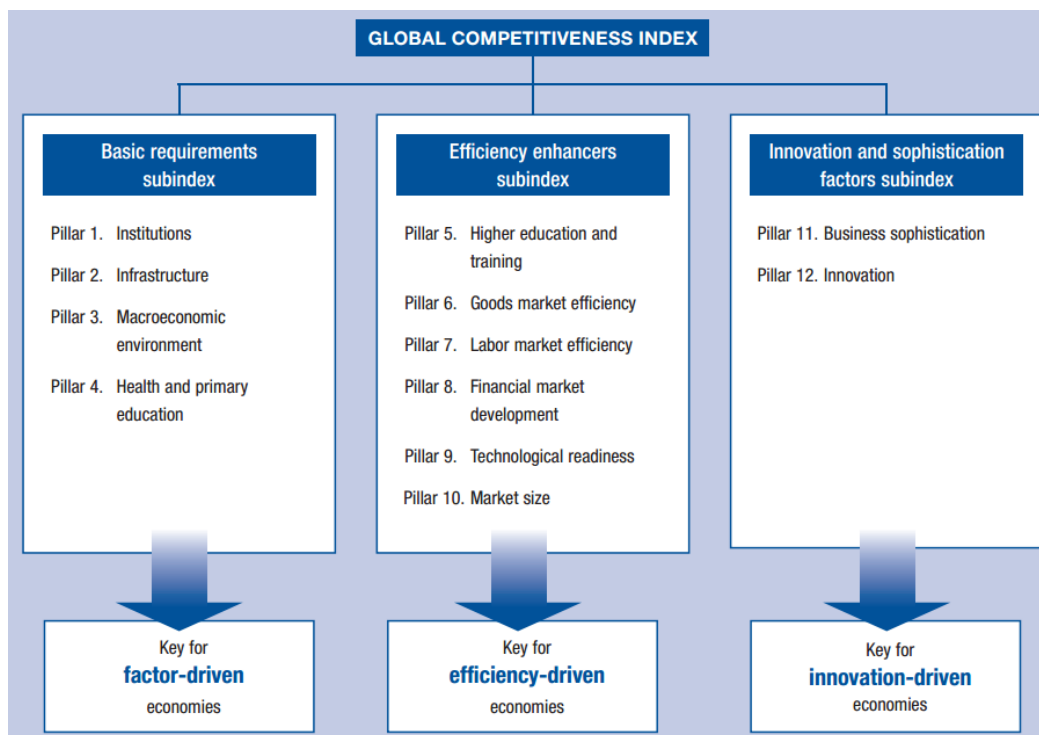 GLOBAL COMPETITIVENESS INDEX
Basic requirements
subindex
Pillar 1. Institutions
Pillar 2. Infrastructure
Pillar 3. Macroeconomic
environment
Pillar 4. Health and primary
education
Key for
factor-driven
economies
Efficiency enhancers
subindex
Pillar 5. Higher education and
training
Pillar 6. Goods market efficiency
Pillar 7. Labor market efficiency
Pillar 8. Financial market
development
Pillar 9. Technological readiness
Pillar 10. Market size
Key for
efficiency-driven
economies
Innovation and sophistication
factors subindex
Pillar 11. Business sophistication
Pillar 12. Innovation
Key for
innovation-driven
economies